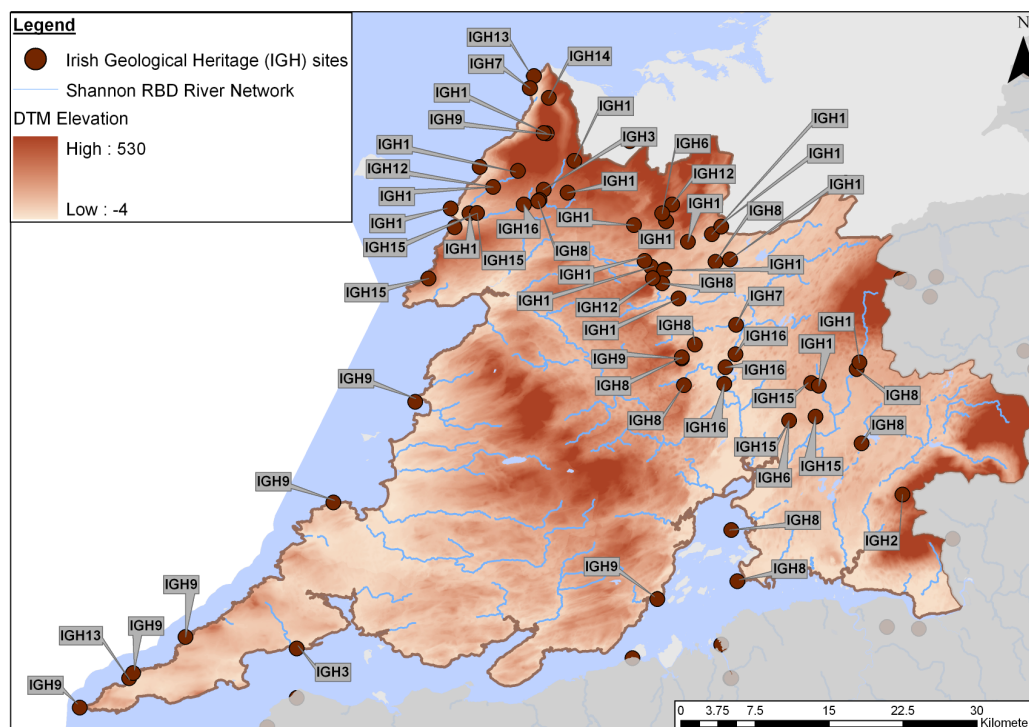 Legend
Irish Geological Heritage (IGH) sites
Shannon RBD River Network
DTM Elevation
High : 530
Low : -4
N
IGH13
IGH7
IGH14
IGH1
IGH9
IGH1
IGH3
IGH1
IGH12
IGH1
IGH1
IGH15
IGH1
IGH15
IGH16
IGH8
IGH1
IGH1
IGH6
IGH12
IGH1
IGH1
IGH1
IGH1
IGH8
IGH1
IGH15
IGH1
IGH1
IGH12
IGH1
IGH1
IGH8
IGH7
IGH8
IGH9
IGH8
IGH16
IGH16
IGH8
IGH16
IGH1
IGH1
IGH15
IGH8
IGH15
IGH6
IGH15
IGH8
IGH9
IGH9
IGH8
IGH2
IGH8
IGH9
IGH9
IGH9
IGH13
IGH3
IGH9
0 3.75 7.5 15 22.5 30
Kilomete